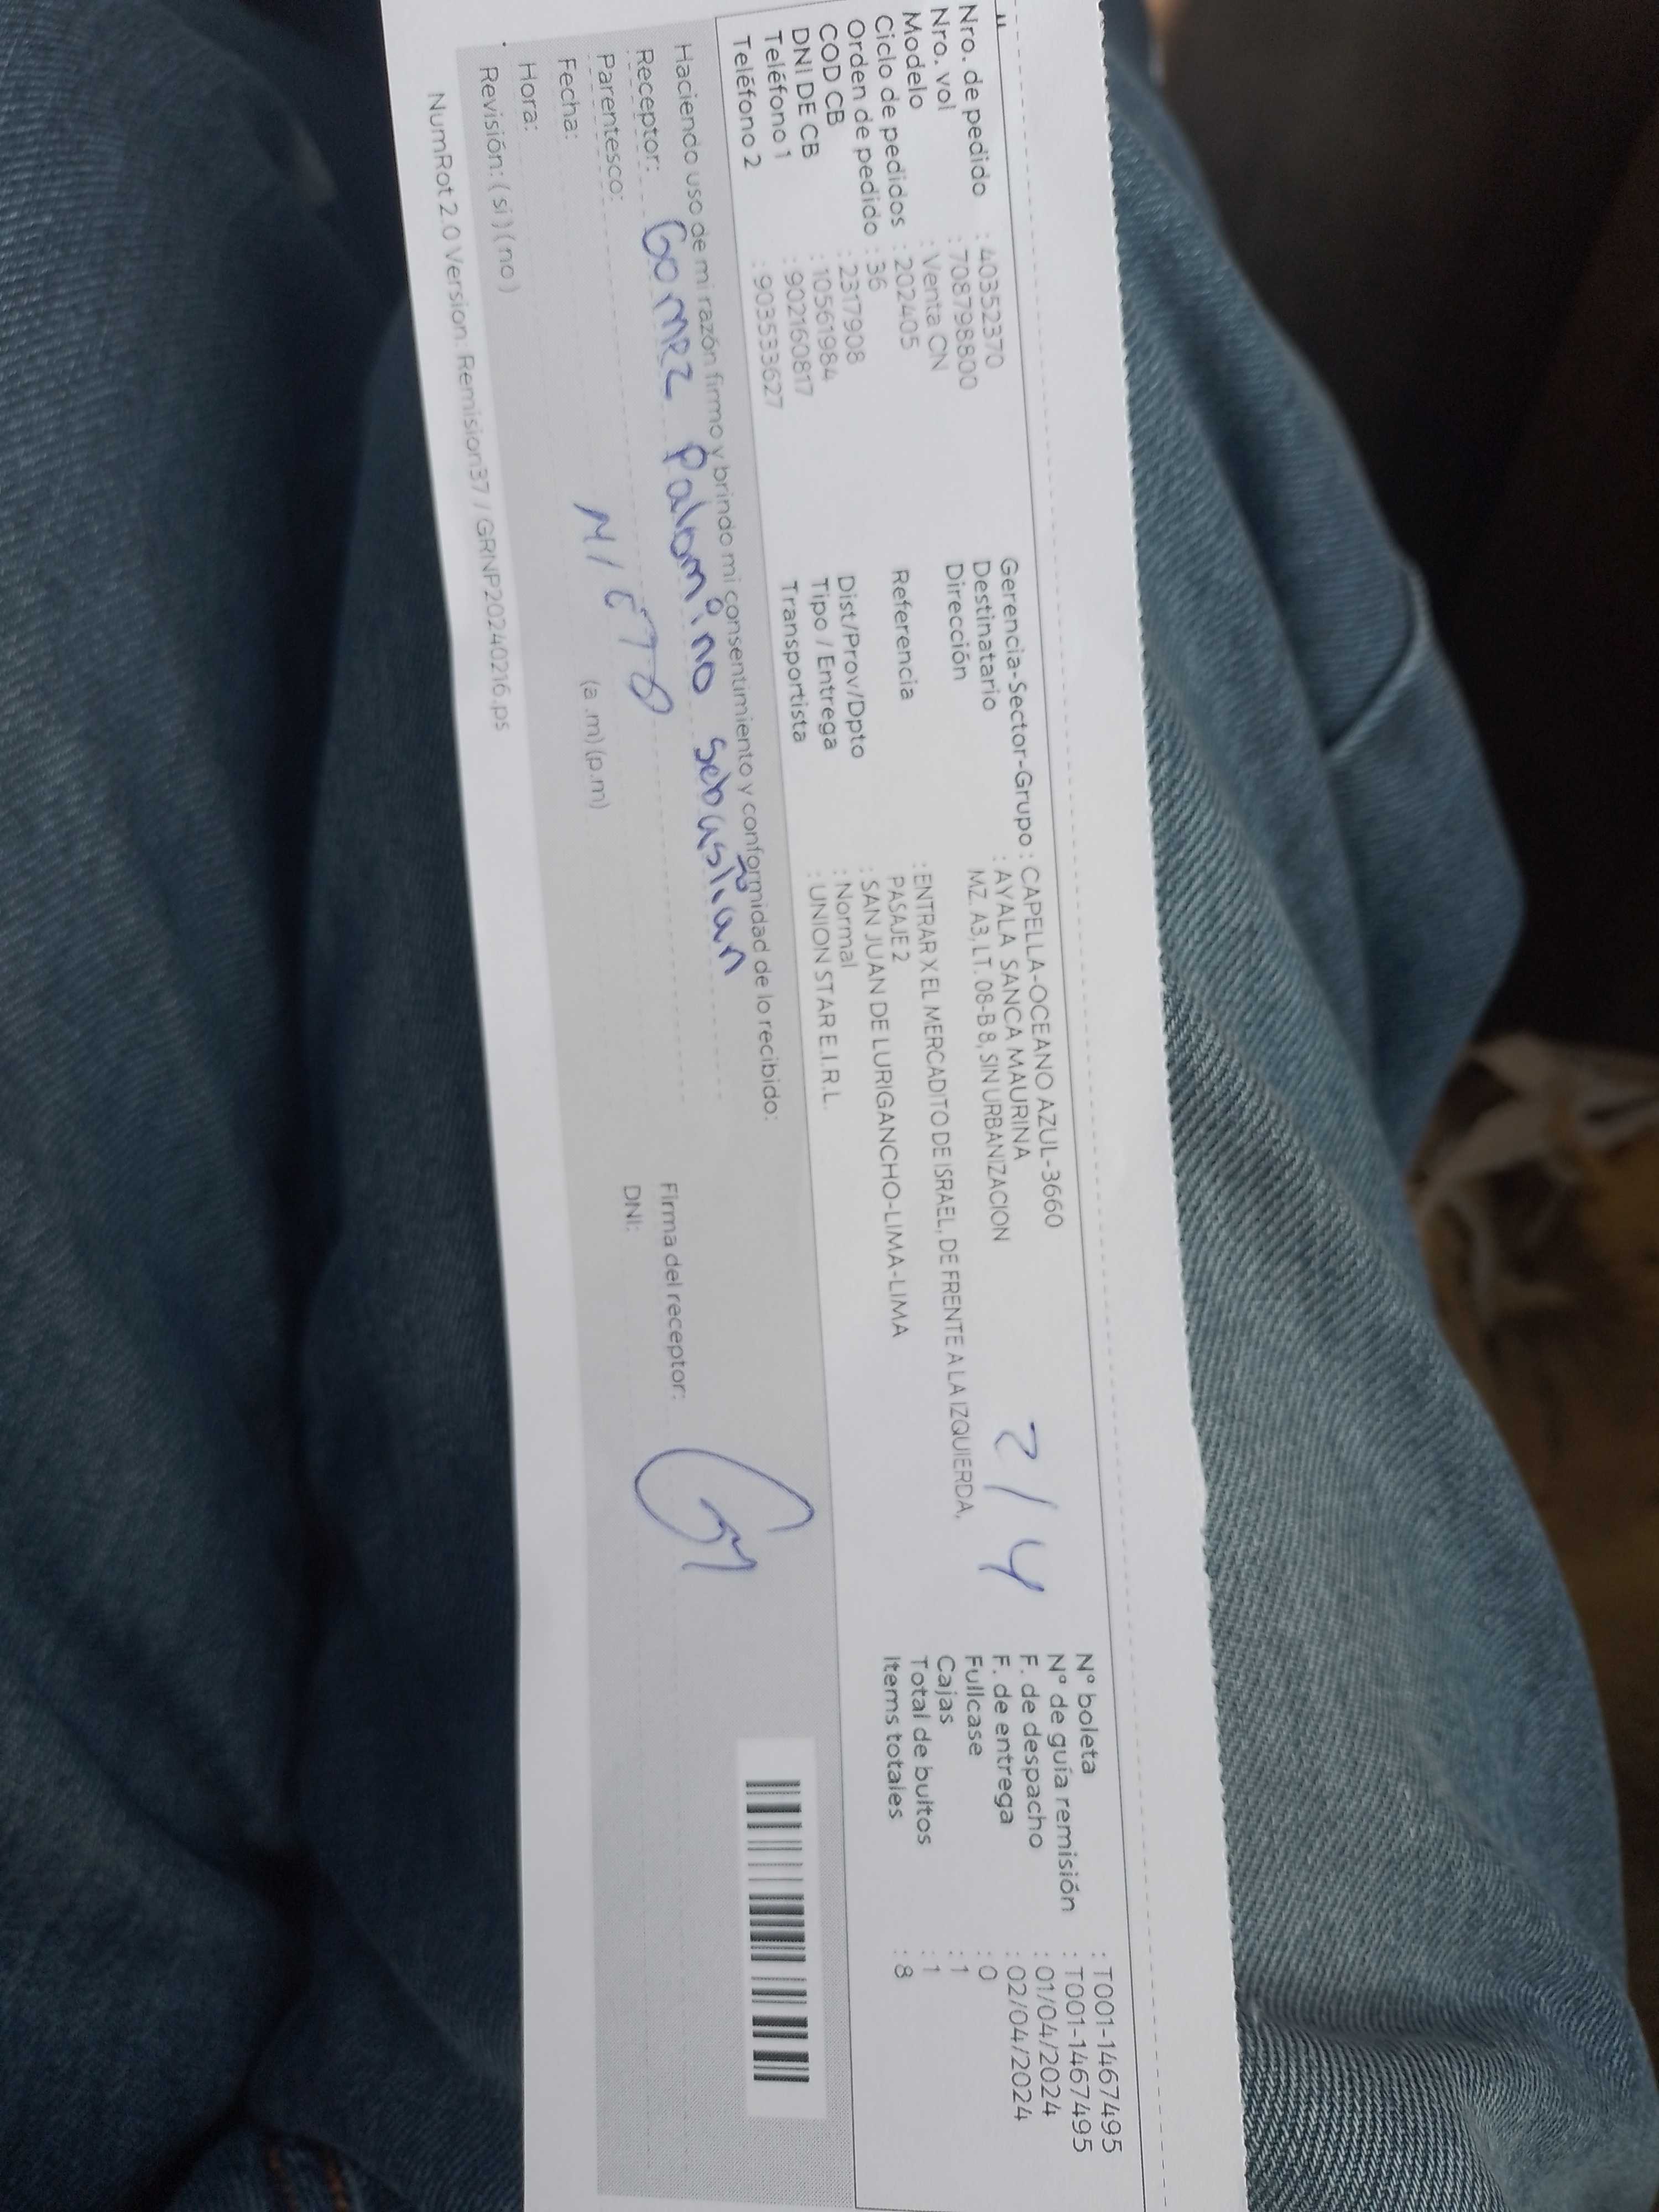 Nro. de pedido : 40352370
Nro. vol : 708798800
Modelo : Venta CN
Ciclo de pedidos : 202405
Orden de pedido : 36
COD CB : 2317908
DNI DE CB : 10561984
Teléfono 1 : 902160817
Teléfono 2 : 903533627
Gerencia-Sector-Grupo : CAPELLA-OCEANO AZUL-3660
Destinatario : AYALA SANCA MAURINA
Dirección MZ. A3, LT. 08-B 8, SIN URBANIZACION
Referencia : ENTRAR X EL MERCADITO DE ISRAEL, DE FRENTE A LA IZQUIERDA,
PASAJE 2
Dist/Prov/Dpto : SAN JUAN DE LURIGANCHO-LIMA-LIMA
Tipo / Entrega : Normal
Transportista : UNION STAR E.I.R.L.
2/4
N° boleta : T001-1467495
N° de guía remisión : T001-1467495
F. de despacho : 01/04/2024
F. de entrega : 02/04/2024
Fullcase : 0
Cajas : 1
Total de bultos : 1
Items totales : 8
Haciendo uso de mi razón firmo y brindo mi consentimiento y conformidad de lo recibido:
Receptor: Gomez Palomino Sebastian
Parentesco:
Fecha:
Hora: (a .m) (p.m)
Revisión: ( si ) ( no )
Firma del receptor:
DNI:
NumRot 2.0 Version: Remision37 / GRNP20240216.ps